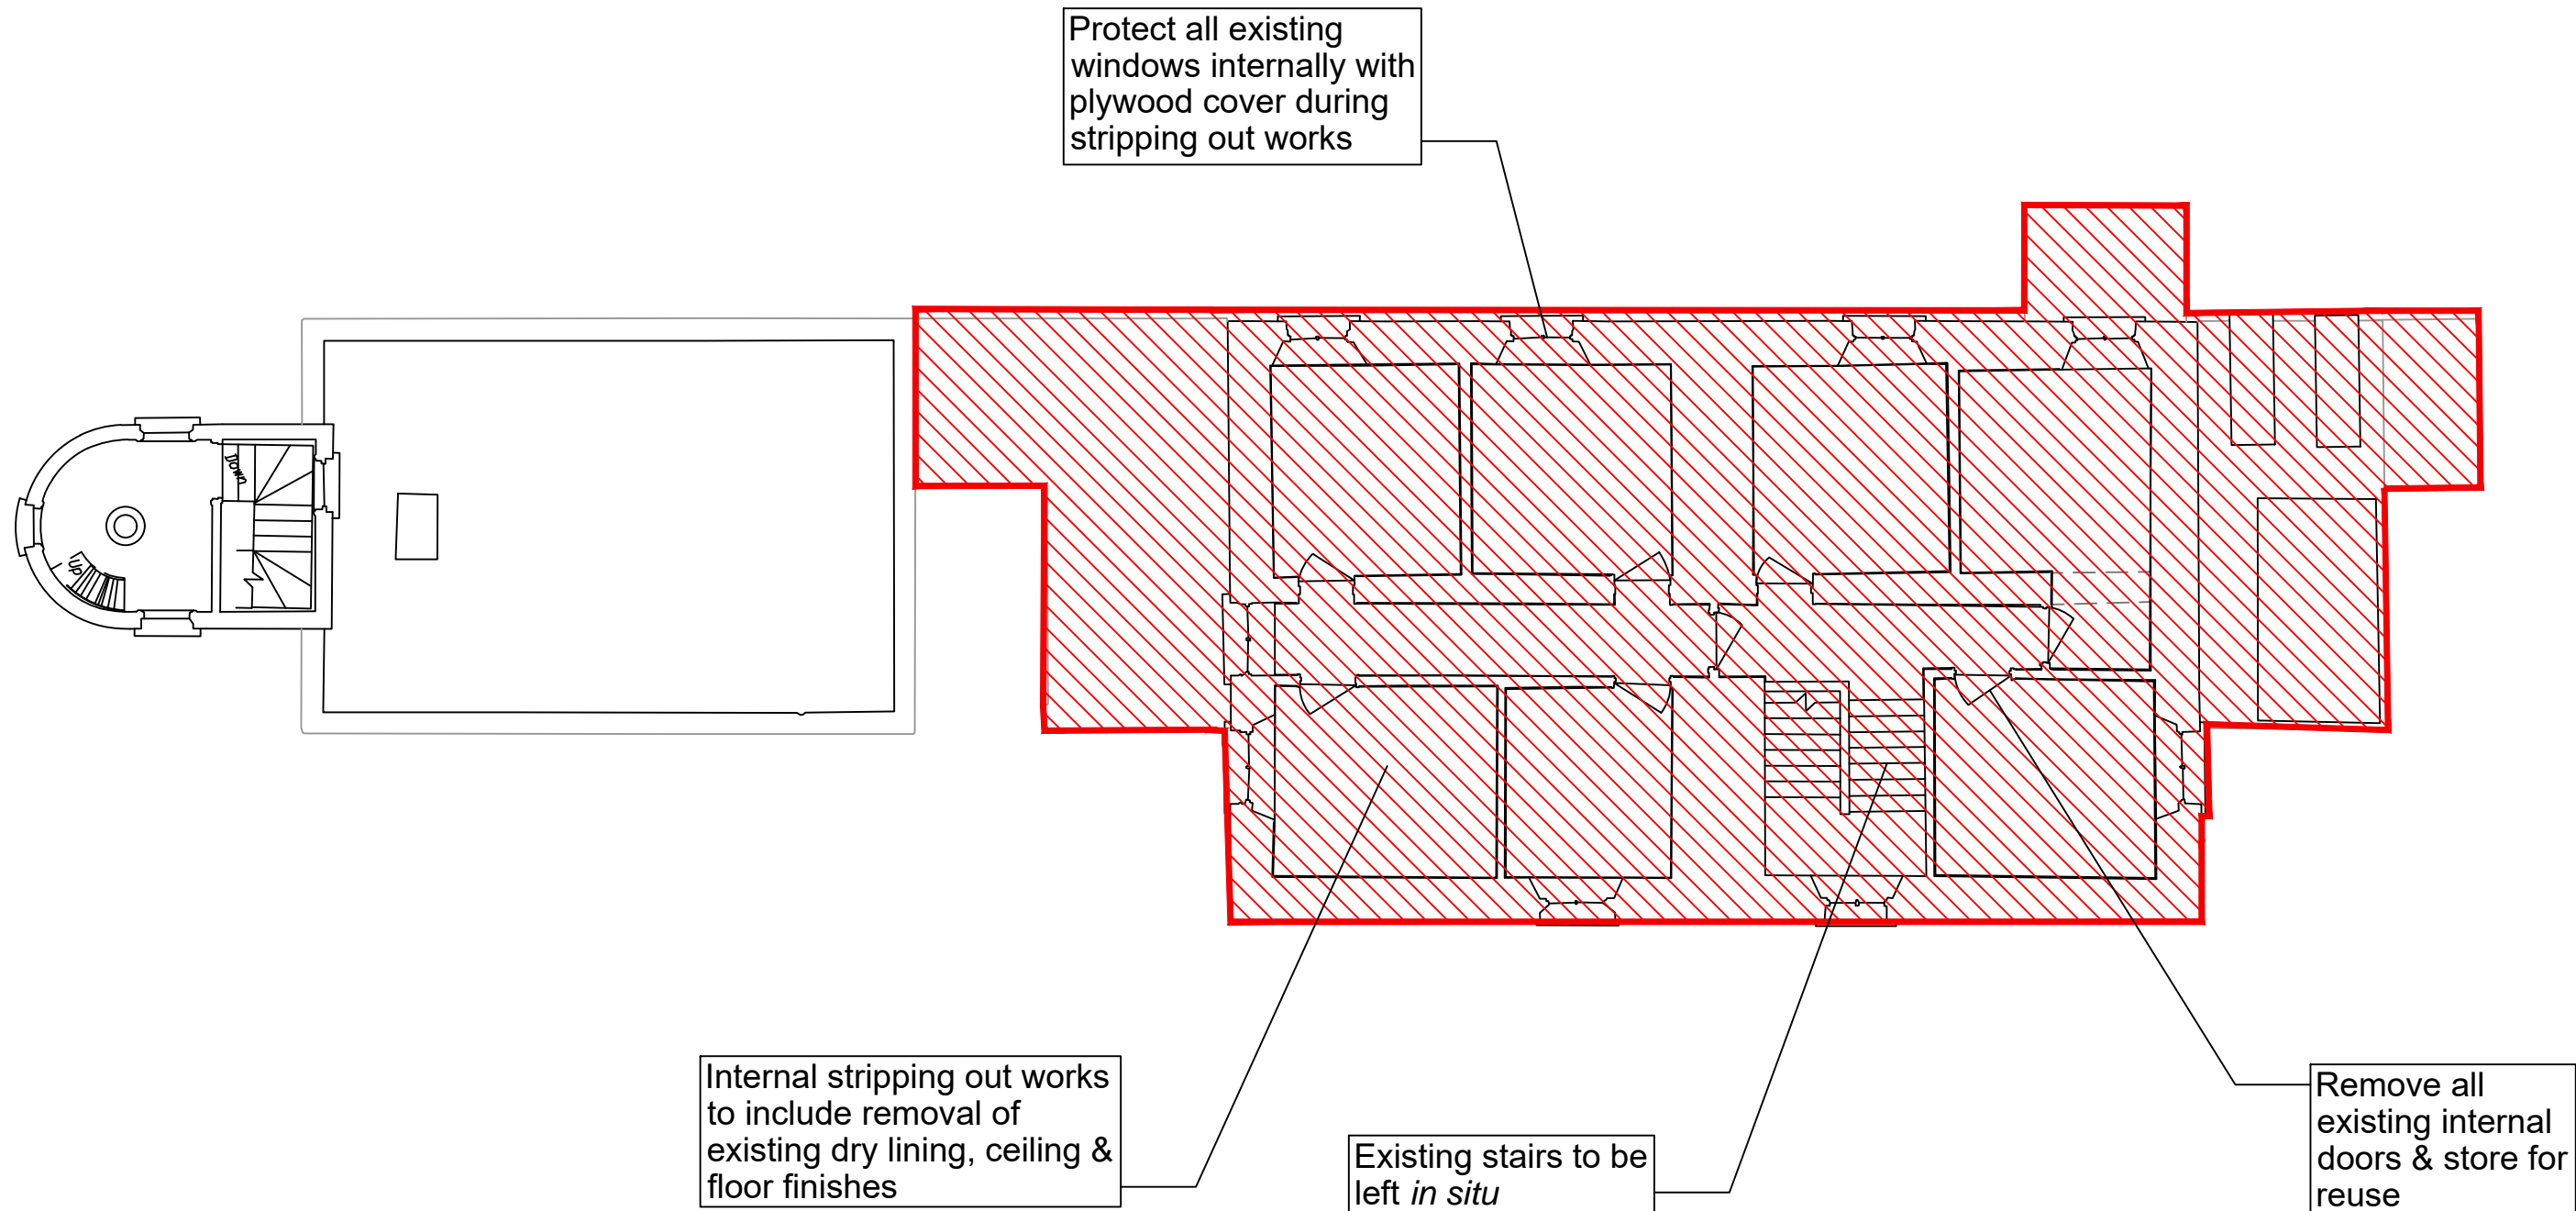 Protect all existing
windows internally with
plywood cover during
stripping out works
Down
Up
Internal stripping out works
to include removal of
existing dry lining, ceiling &
floor finishes
Existing stairs to be
left in situ
Remove all
existing internal
doors & store for
reuse